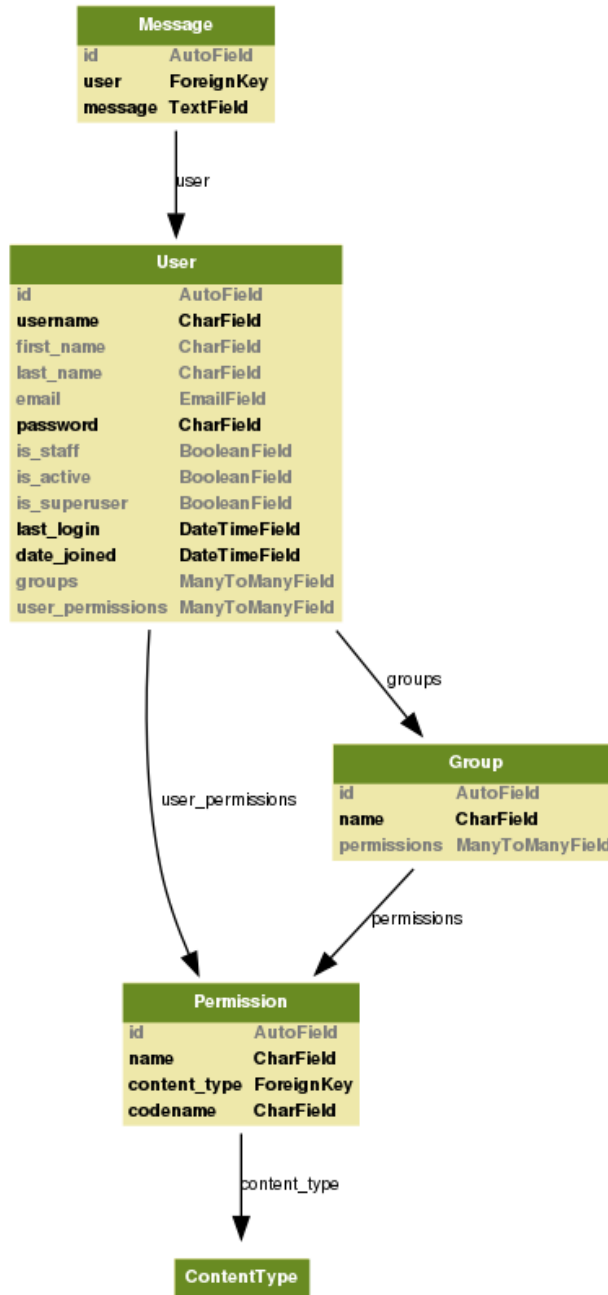 Message
id AutoField
user ForeignKey
message TextField
user
User
id AutoField
username CharField
first_name CharField
last_name CharField
email EmailField
password CharField
is_staff BooleanField
is_active BooleanField
is_superuser BooleanField
last_login DateTimeField
date_joined DateTimeField
groups ManyToManyField
user_permissions ManyToManyField
groups
Group
id AutoField
name CharField
permissions ManyToManyField
user_permissions
permissions
Permission
id AutoField
name CharField
content_type ForeignKey
codename CharField
content_type
ContentType